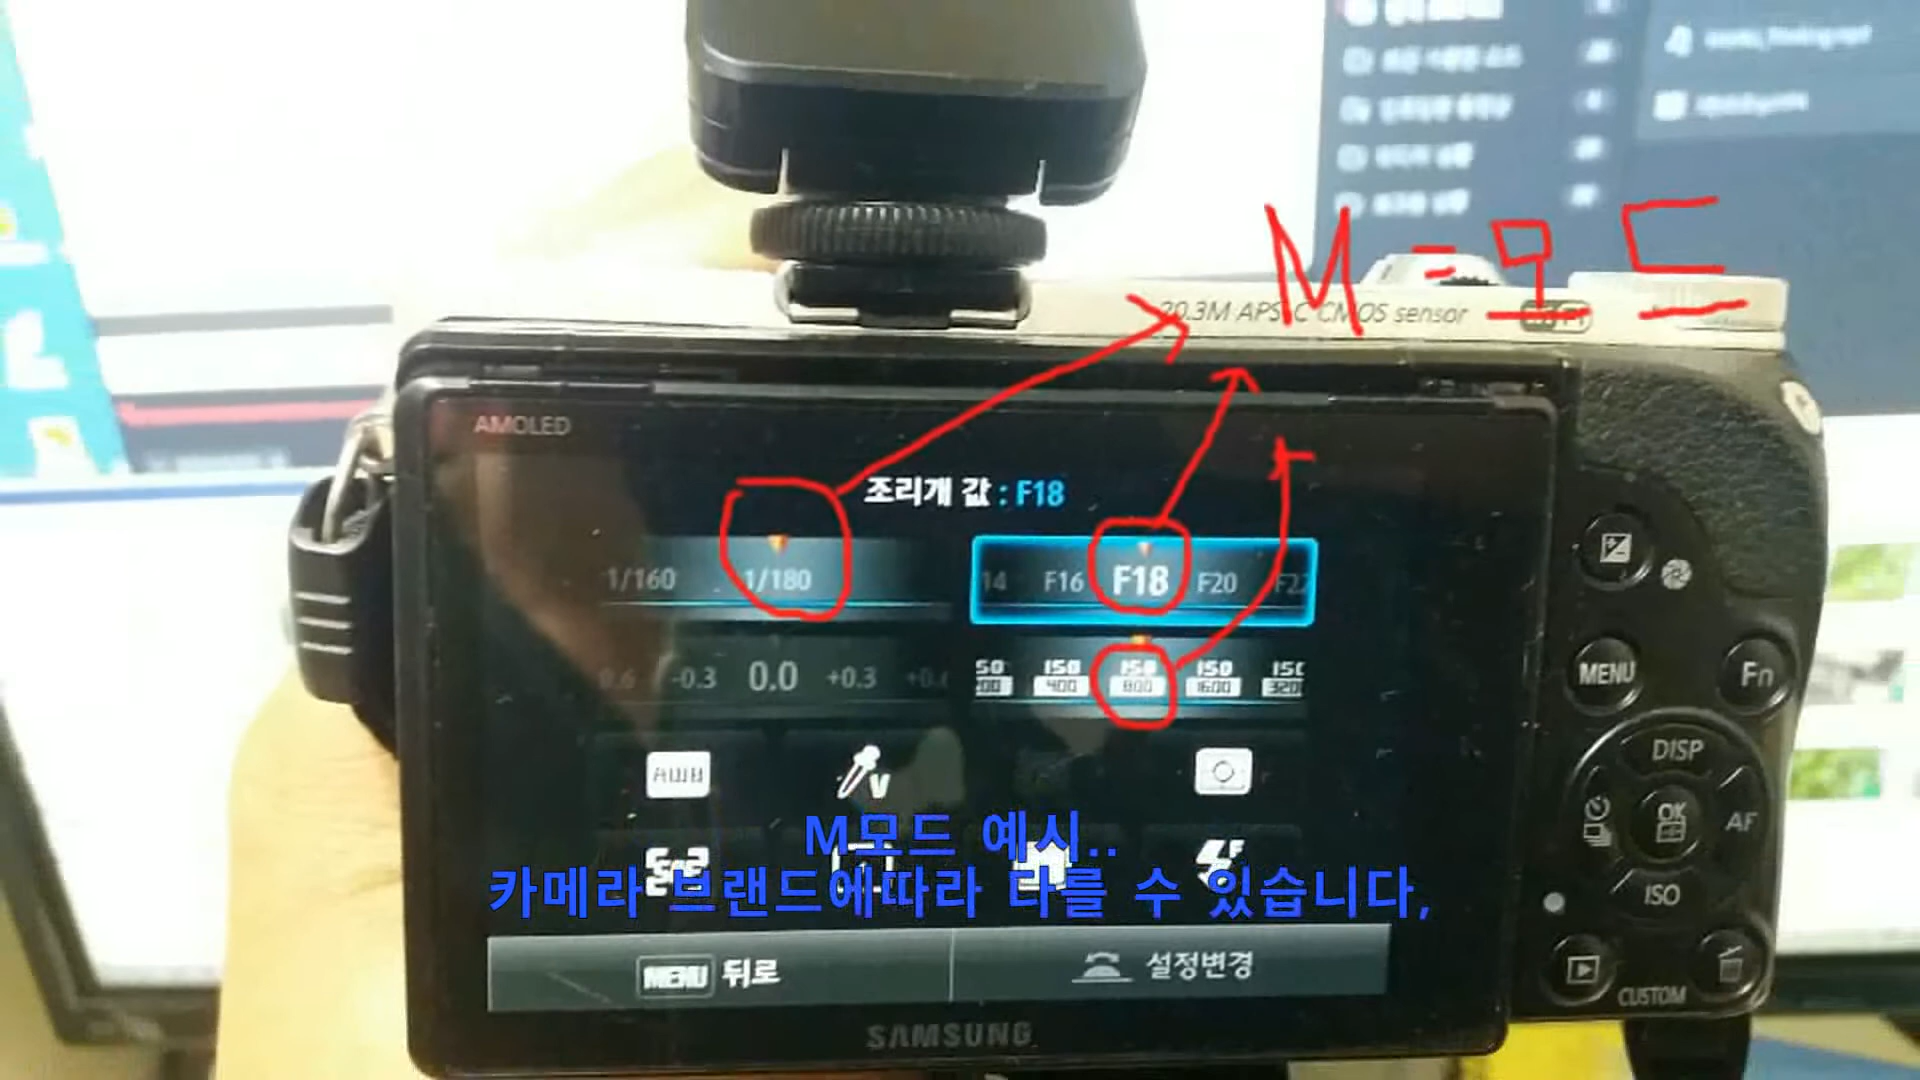 M = 모드
20.3M APS-C CMOS sensor
AMOLED
조리개 값 : F18
1/160 1/180
14 F16 F18 F20 F22
-0.3 0.0 +0.3
ISO 400 ISO 800 ISO 1600
AWB
V
F
M모드 예시..
카메라 브랜드에따라 다를 수 있습니다,
MENU 뒤로
설정변경
SAMSUNG
MENU
Fn
DISP
OK
AF
ISO
CUSTOM